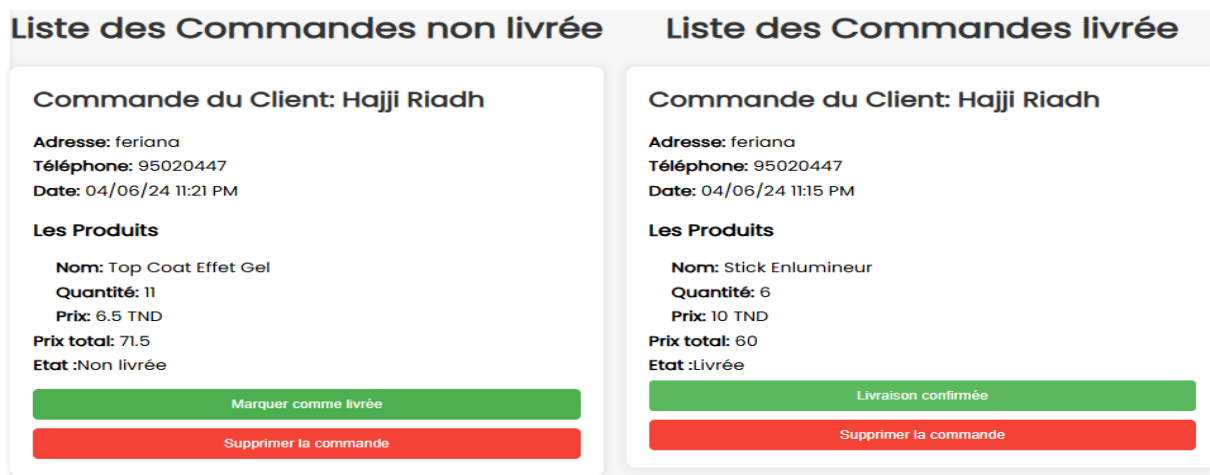 Liste des Commandes non livrée
Commande du Client: Hajji Riadh
Adresse: feriana
Téléphone: 95020447
Date: 04/06/24 11:21 PM
Les Produits
Nom: Top Coat Effet Gel
Quantité: 11
Prix: 6.5 TND
Prix total: 71.5
Etat :Non livrée
Marquer comme livrée
Supprimer la commande
Liste des Commandes livrée
Commande du Client: Hajji Riadh
Adresse: feriana
Téléphone: 95020447
Date: 04/06/24 11:15 PM
Les Produits
Nom: Stick Enlumineur
Quantité: 6
Prix: 10 TND
Prix total: 60
Etat :Livrée
Livraison confirmée
Supprimer la commande